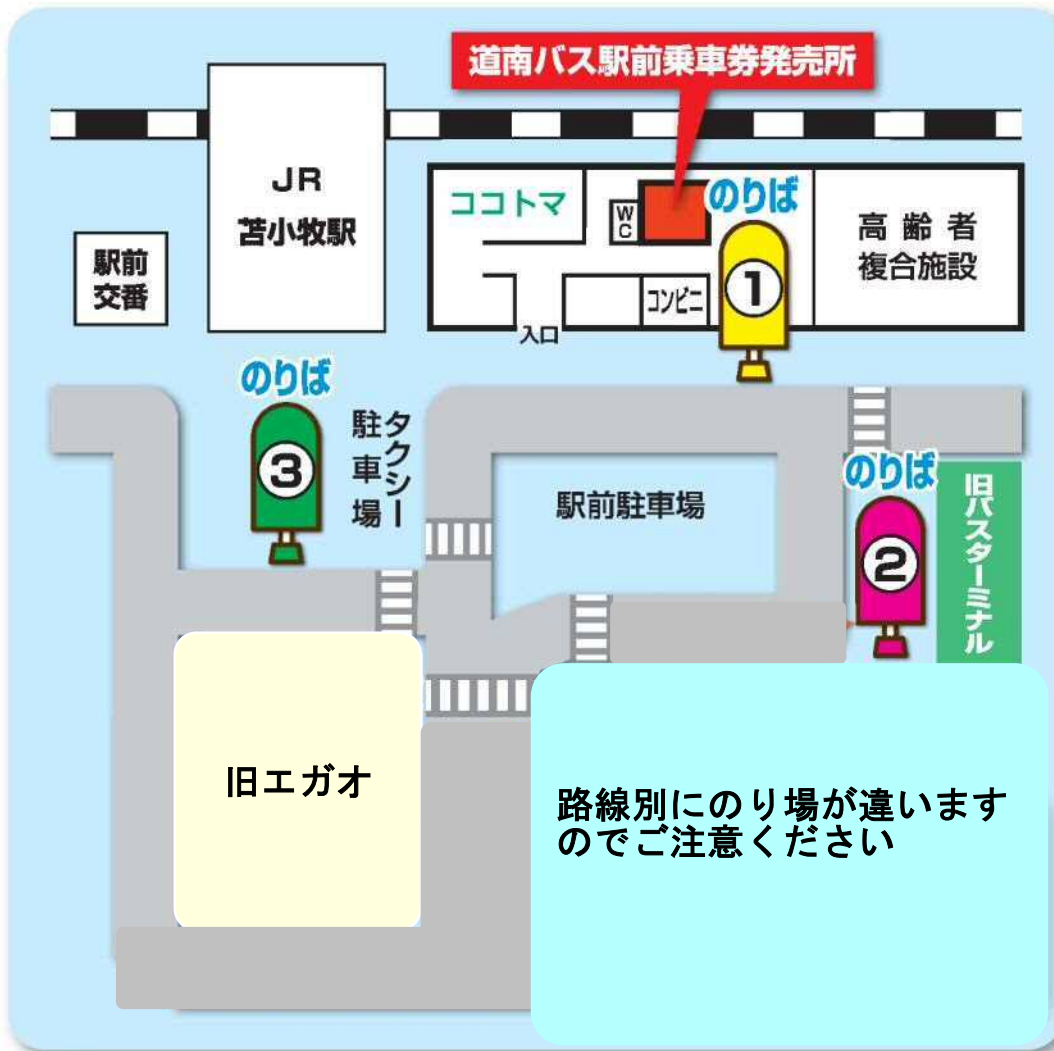 道南バス駅前乗車券発売所
JR
苫小牧駅
駅前
交番
ココトマ
WC
のりば
①
高齢者
複合施設
コンビニ
入口
のりば
③
タクシー
駐車場
駅前駐車場
のりば
②
旧バスターミナル
旧エガオ
路線別にのり場が違います
のでご注意ください